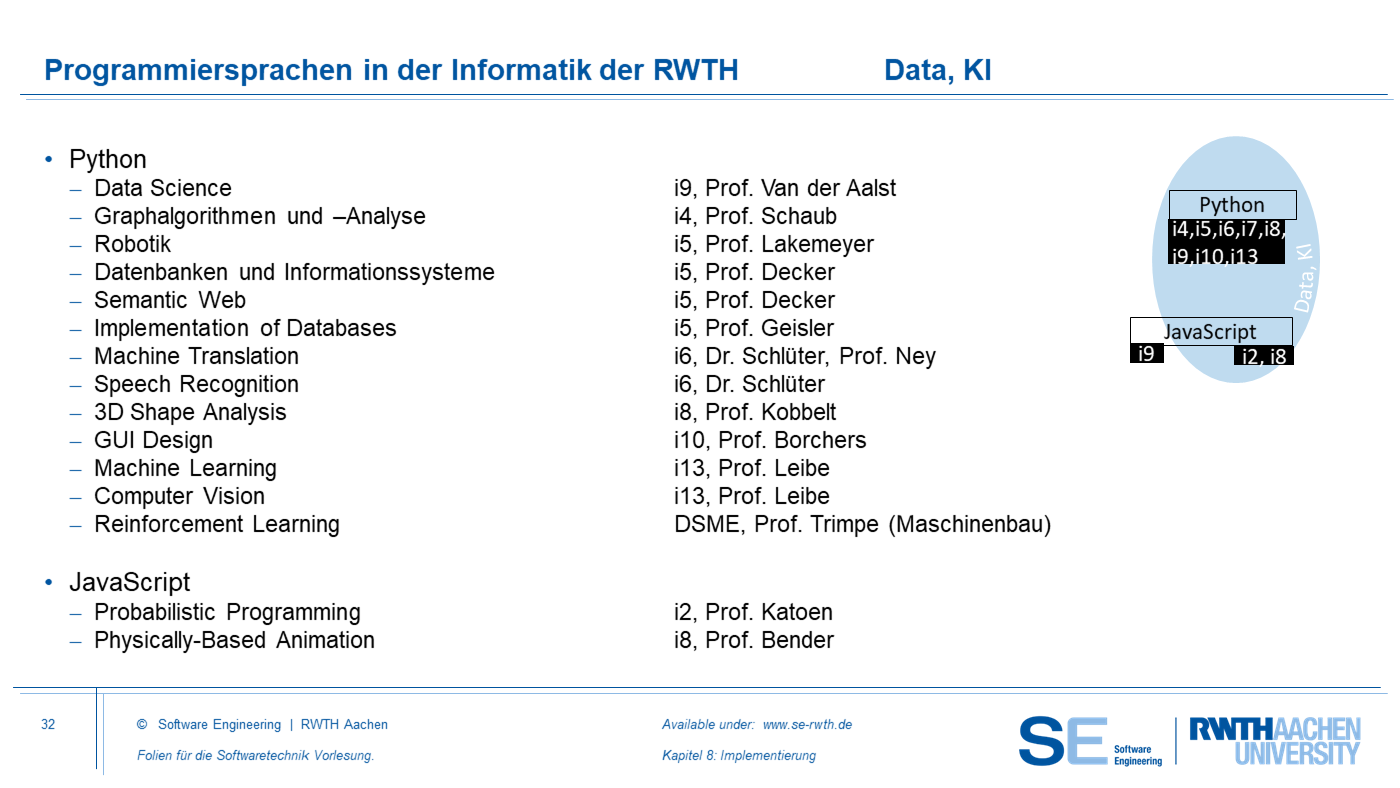 Programmiersprachen in der Informatik der RWTH Data, KI
• Python
– Data Science i9, Prof. Van der Aalst
– Graphalgorithmen und –Analyse i4, Prof. Schaub
– Robotik i5, Prof. Lakemeyer
– Datenbanken und Informationssysteme i5, Prof. Decker
– Semantic Web i5, Prof. Decker
– Implementation of Databases i5, Prof. Geisler
– Machine Translation i6, Dr. Schlüter, Prof. Ney
– Speech Recognition i6, Dr. Schlüter
– 3D Shape Analysis i8, Prof. Kobbelt
– GUI Design i10, Prof. Borchers
– Machine Learning i13, Prof. Leibe
– Computer Vision i13, Prof. Leibe
– Reinforcement Learning DSME, Prof. Trimpe (Maschinenbau)
• JavaScript
– Probabilistic Programming i2, Prof. Katoen
– Physically-Based Animation i8, Prof. Bender
Python
i4,i5,i6,i7,i8,
i9,i10,i13
Data, KI
JavaScript
i9 i2, i8
32 © Software Engineering | RWTH Aachen Available under: www.se-rwth.de
Folien für die Softwaretechnik Vorlesung. Kapitel 8: Implementierung
SE Software
Engineering
RWTHAACHEN
UNIVERSITY